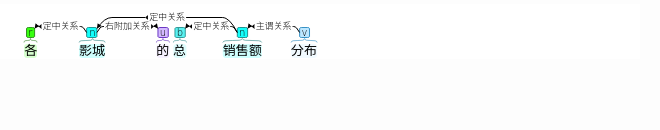 定中关系
定中关系 右附加关系 定中关系 主谓关系
r n u b n v
各 影城 的 总 销售额 分布